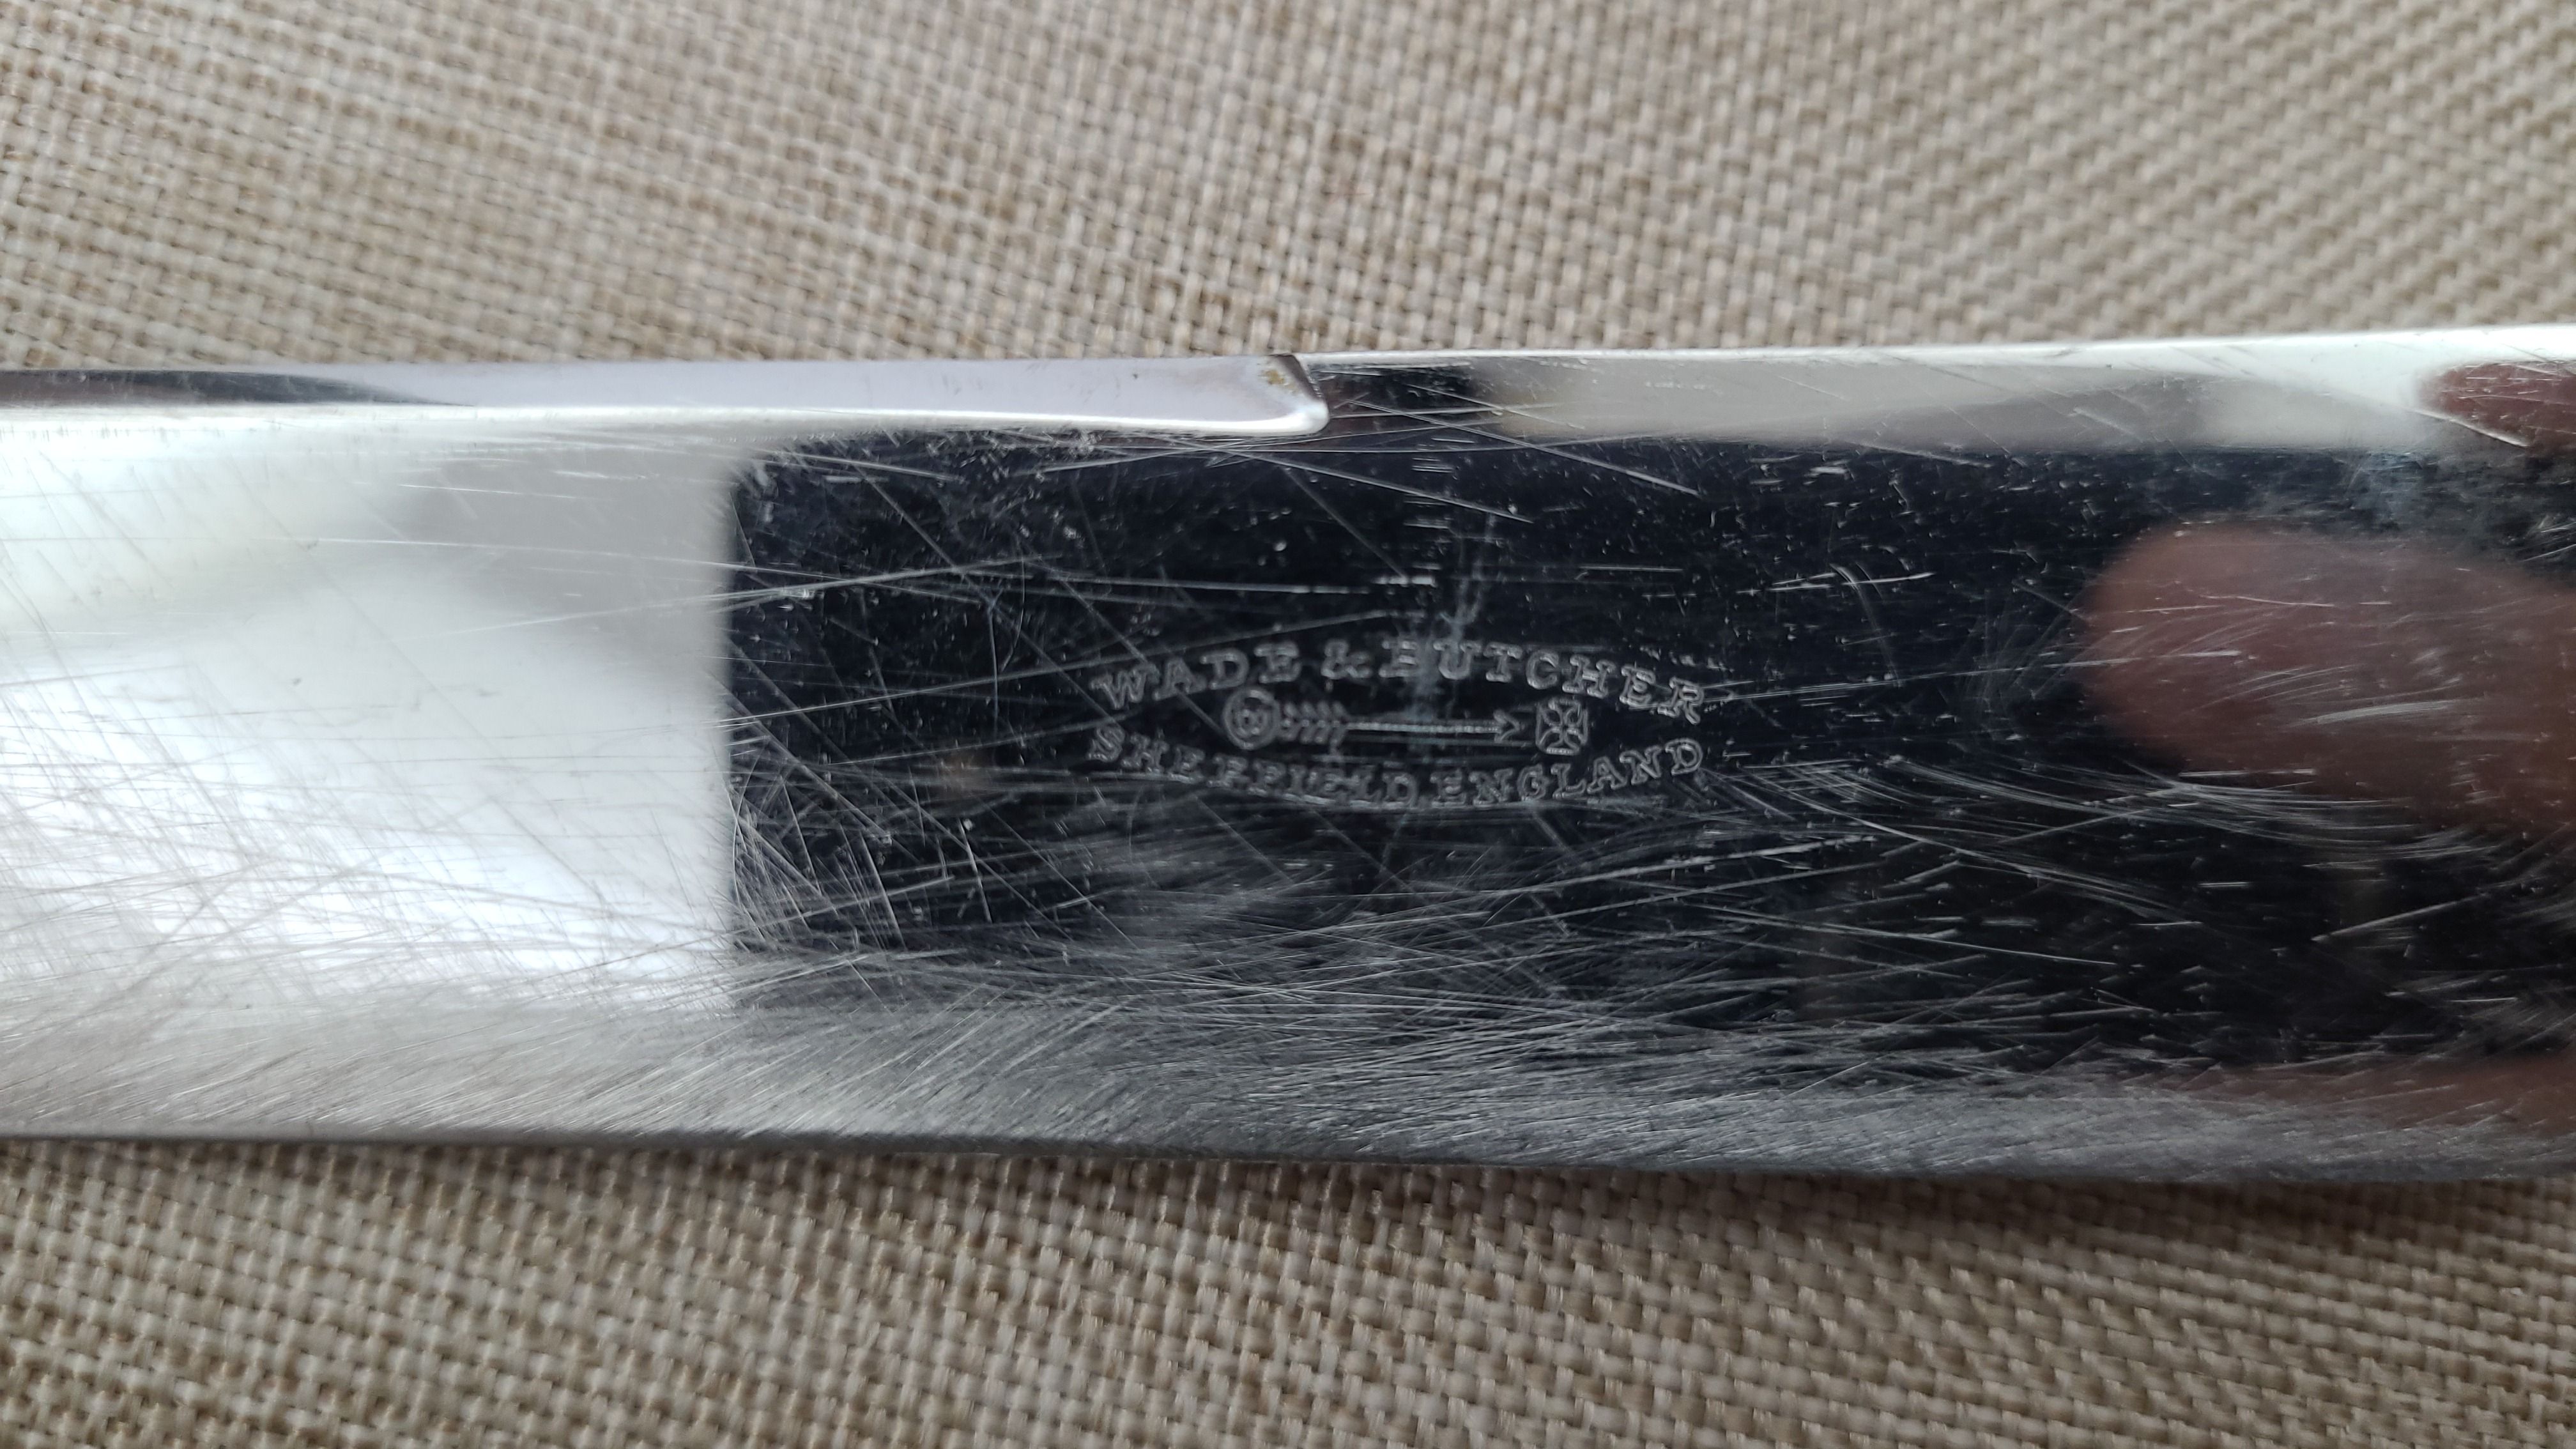 WADE & BUTCHER
SHEFFIELD. ENGLAND